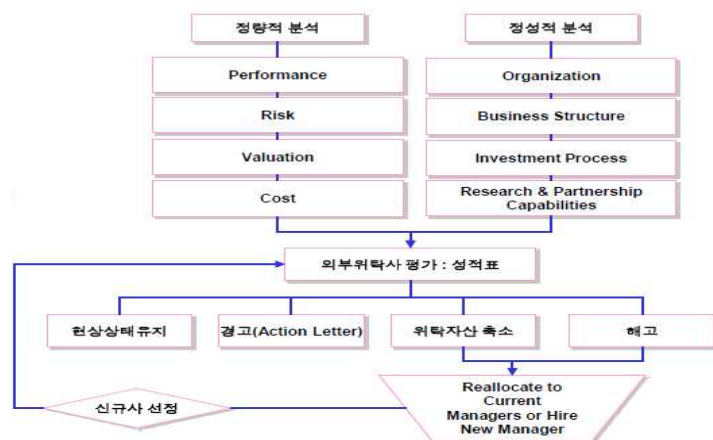 정량적 분석
정성적 분석
Performance
Organization
Risk
Business Structure
Valuation
Investment Process
Cost
Research & Partnership
Capabilities
외부위탁사 평가 : 성적표
현상상태유지
경고(Action Letter)
위탁자산 축소
해고
신규사 선정
Reallocate to
Current
Managers or Hire
New Manager